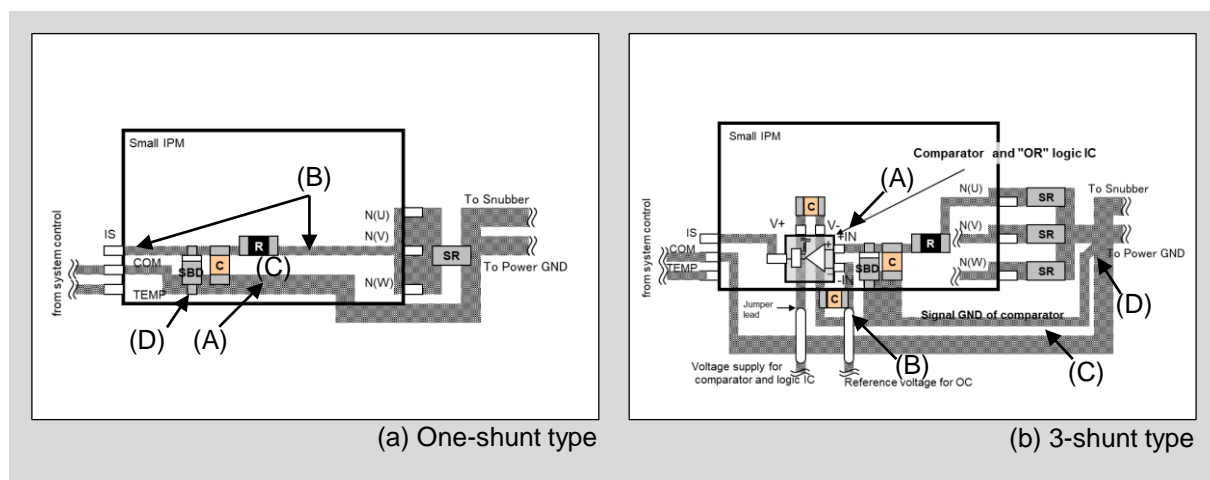 Small IPM
(B)
To Snubber
N(U)
IS
N(V)
R
from system control
COM
C
SBD
(C)
SR
To Power GND
TEMP
N(W)
(D)
(A)
(a) One-shunt type
Small IPM
Comparator and "OR" logic IC
(A)
N(U)
To Snubber
C
SR
V+
V-
IS
+IN
R
N(V)
SR
from system control
COM
SBD
C
To Power GND
TEMP
-IN
N(W)
SR
C
(D)
Jumper
lead
Signal GND of comparator
(B)
(C)
Voltage supply for
comparator and logic IC
Reference voltage for OC
(b) 3-shunt type